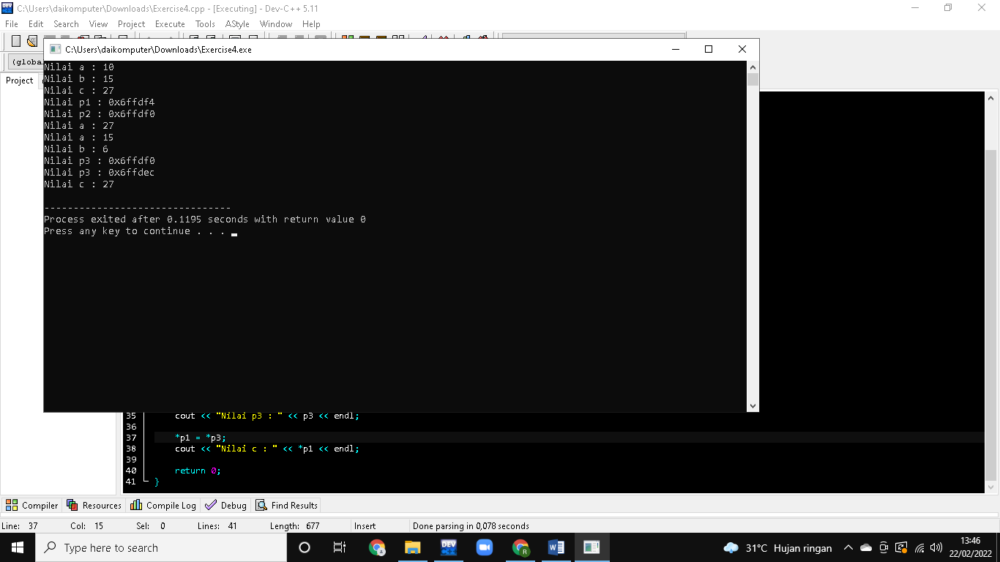 C:\Users\daikomputer\Downloads\Exercise4.cpp - [Executing] - Dev-C++ 5.11
File Edit Search View Project Execute Tools AStyle Window Help
C:\Users\daikomputer\Downloads\Exercise4.exe
(globa
Project
Nilai a : 10
Nilai b : 15
Nilai c : 27
Nilai p1 : 0x6ffdf4
Nilai p2 : 0x6ffdf0
Nilai a : 27
Nilai a : 15
Nilai b : 6
Nilai p3 : 0x6ffdf0
Nilai p3 : 0x6ffdec
Nilai c : 27
--------------------------------
Process exited after 0.1195 seconds with return value 0
Press any key to continue . . .
35 cout << "Nilai p3 : " << p3 << endl;
36
37 *p1 = *p3;
38 cout << "Nilai c : " << *p1 << endl;
39
40 return 0;
41 }
Compiler Resources Compile Log Debug Find Results
Line: 37 Col: 15 Sel: 0 Lines: 41 Length: 677 Insert Done parsing in 0,078 seconds
Type here to search
31°C Hujan ringan
13:46
22/02/2022